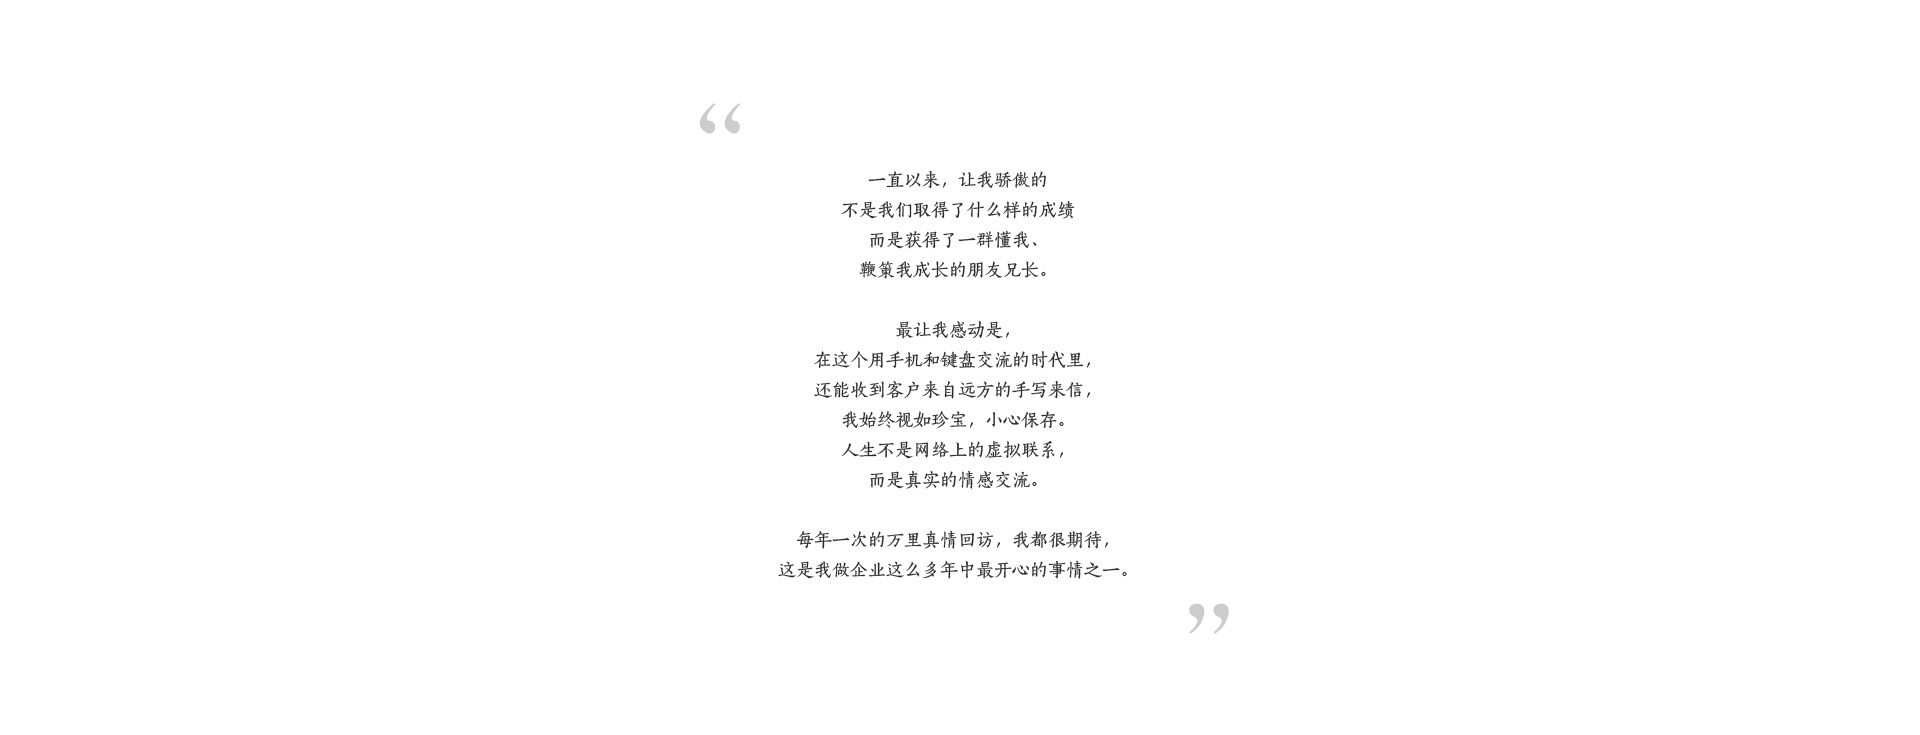 “
一直以来，让我骄傲的
不是我们取得了什么样的成绩
而是获得了一群懂我、
鞭策我成长的朋友兄长。
最让我感动是，
在这个用手机和键盘交流的时代里，
还能收到客户来自远方的手写来信，
我始终视如珍宝，小心保存。
人生不是网络上的虚拟联系，
而是真实的情感交流。
每年一次的万里真情回访，我都很期待，
这是我做企业这么多年中最开心的事情之一。
”